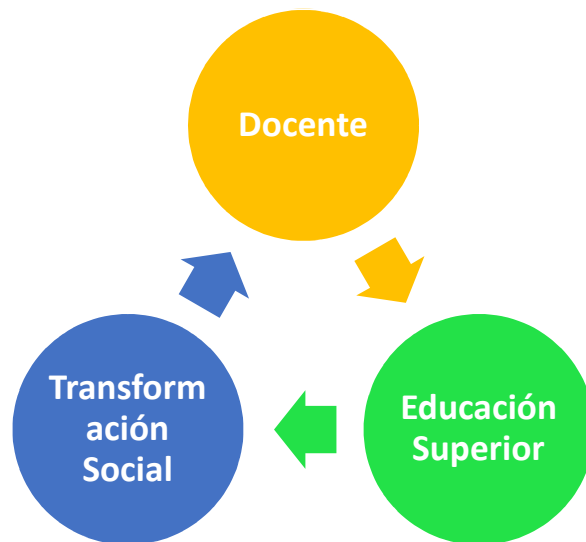 Docente
Transform
ación
Social
Educación
Superior